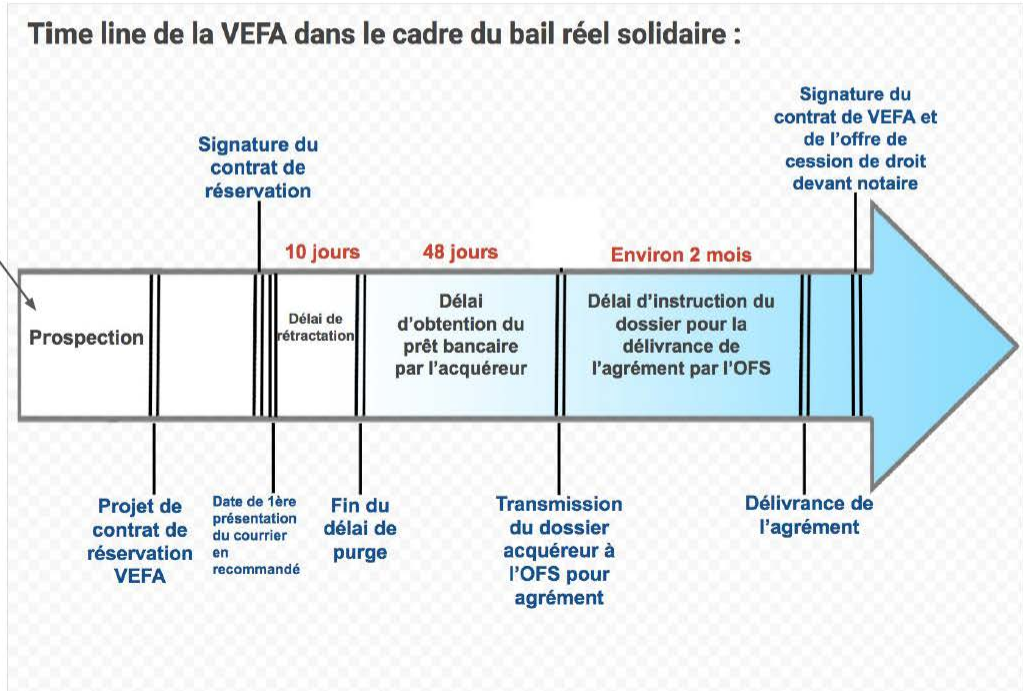 Time line de la VEFA dans le cadre du bail réel solidaire :
Signature du
contrat de VEFA et
de l'offre de
cession de droit
devant notaire
Signature du
contrat de
réservation
10 jours
48 jours
Environ 2 mois
Prospection
Délai de
rétractation
Délai
d'obtention du
prêt bancaire
par l'acquéreur
Délai d'instruction du
dossier pour la
délivrance de
l'agrément par l'OFS
Projet de
contrat de
réservation
VEFA
Date de 1ère
présentation
du courrier
en
recommandé
Fin du
délai de
purge
Transmission
du dossier
acquéreur à
l'OFS pour
agrément
Délivrance de
l'agrément